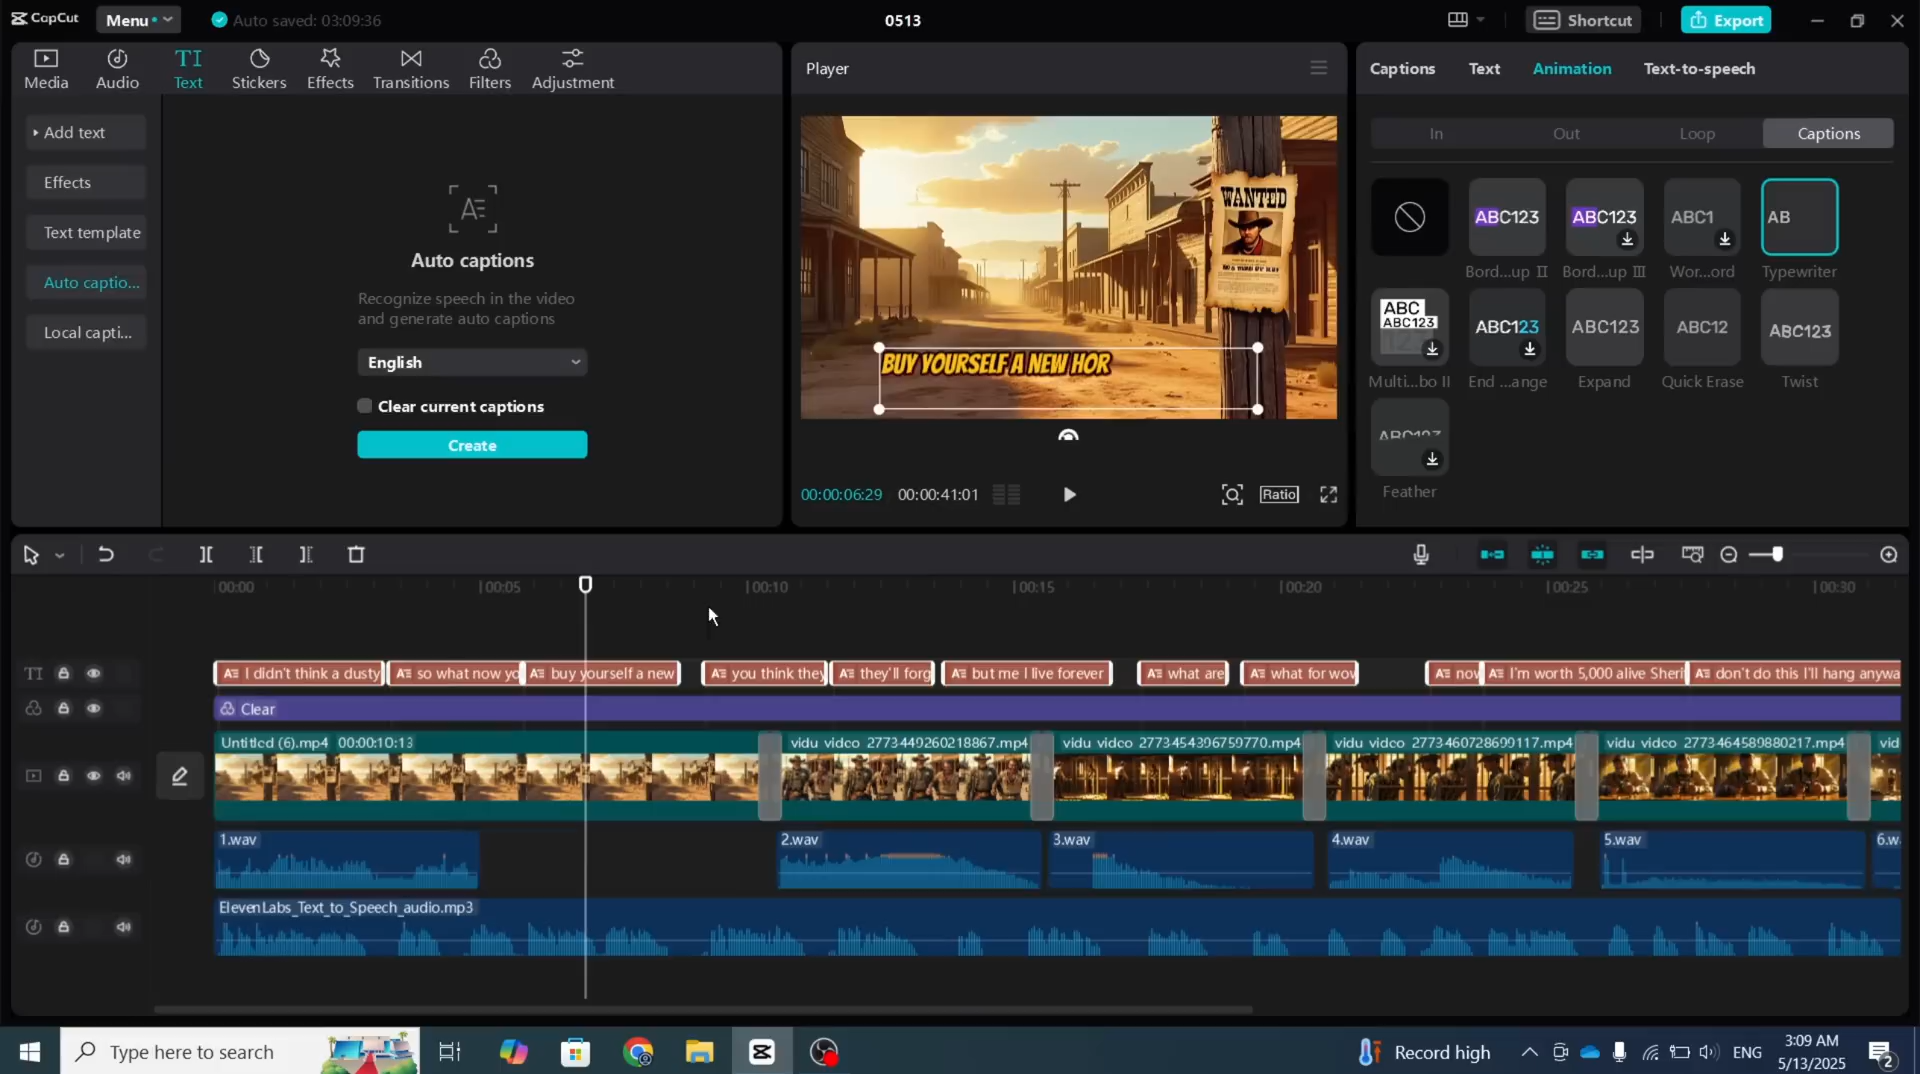 CapCut
Menu
Auto saved: 03:09:36
0513
Shortcut
Export
Media
Audio
TI
Text
Stickers
Effects
Transitions
Filters
Adjustment
Player
Captions
Text
Animation
Text-to-speech
Add text
Effects
Text template
Auto captio...
Local capti...
Auto captions
Recognize speech in the video
and generate auto captions
English
Clear current captions
Create
WANTED
BUY YOURSELF A NEW HOR
00:00:06:29
00:00:41:01
Ratio
In
Out
Loop
Captions
ABC123
ABC123
ABC1
AB
Bord...up II
Bord...up III
Wor...ord
Typewriter
ABC
ABC123
ABC123
ABC123
ABC12
ABC123
Multi...bo II
End ...ange
Expand
Quick Erase
Twist
Feather
00:00
00:05
00:10
00:15
00:20
00:25
00:30
TI
I didn't think a dusty
so what now yo
buy yourself a new
you think they
they'll forg
but me I live forever
what are
what for wov
nov
I'm worth 5,000 alive Sheri
don't do this I'll hang anywa
Clear
Untitled (6).mp4 00:00:10:13
vidu video 2773449260218867.mp4
vidu video 2773454396759770.mp4
vidu video 2773460728699117.mp4
vidu video 2773464589880217.mp4
vid
1.wav
2.wav
3.wav
4.wav
5.wav
6.w
ElevenLabs_Text_to_Speech_audio.mp3
Type here to search
Record high
ENG
3:09 AM
5/13/2025
2